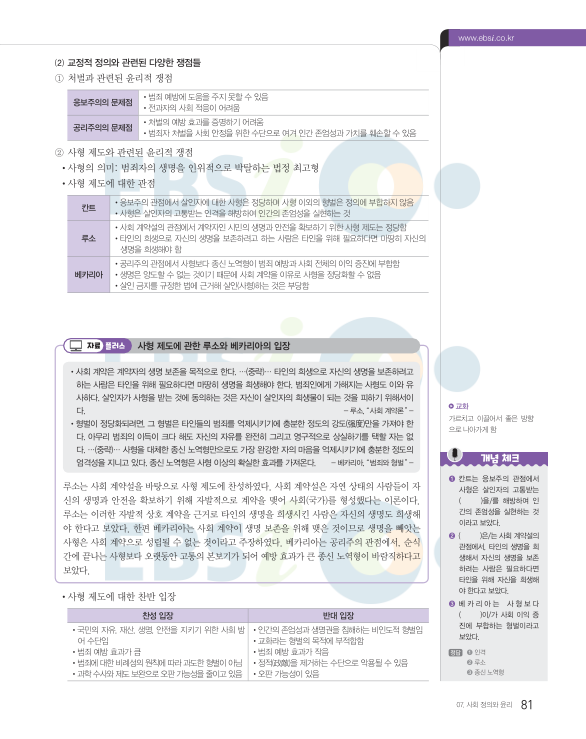 www.ebsi.co.kr
(2) 교정적 정의와 관련된 다양한 쟁점들
① 처벌과 관련된 윤리적 쟁점
응보주의의 문제점
• 범죄 예방에 도움을 주지 못할 수 있음
• 전과자의 사회 적응이 어려움
공리주의의 문제점
• 처벌의 예방 효과를 증명하기 어려움
• 범죄자 처벌을 사회 안정을 위한 수단으로 여겨 인간 존엄성과 가치를 훼손할 수 있음
② 사형 제도와 관련된 윤리적 쟁점
• 사형의 의미: 범죄자의 생명을 인위적으로 박탈하는 법정 최고형
• 사형 제도에 대한 관점
칸트
• 응보주의 관점에서 살인자에 대한 사형은 정당하며 사형 이외의 형벌은 정의에 부합하지 않음
• 사형은 살인자의 고통받는 인격을 해방하여 인간의 존엄성을 실현하는 것
루소
• 사회 계약설의 관점에서 계약자인 시민의 생명과 안전을 확보하기 위한 사형 제도는 정당함
• 타인의 희생으로 자신의 생명을 보존하려고 하는 사람은 타인을 위해 필요하다면 마땅히 자신의
생명을 희생해야 함
베카리아
• 공리주의 관점에서 사형보다 종신 노역형이 범죄 예방과 사회 전체의 이익 증진에 부합함
• 생명은 양도할 수 없는 것이기 때문에 사회 계약을 이유로 사형을 정당화할 수 없음
• 살인 금지를 규정한 법에 근거해 살인(사형)하는 것은 부당함
자료 플러스 사형 제도에 관한 루소와 베카리아의 입장
• 사회 계약은 계약자의 생명 보존을 목적으로 한다. …(중략)… 타인의 희생으로 자신의 생명을 보존하려고
하는 사람은 타인을 위해 필요하다면 마땅히 생명을 희생해야 한다. 범죄인에게 가해지는 사형도 이와 유
사하다. 살인자가 사형을 받는 것에 동의하는 것은 자신이 살인자의 희생물이 되는 것을 피하기 위해서이
다. – 루소, “사회 계약론” –
• 형벌이 정당화되려면, 그 형벌은 타인들의 범죄를 억제시키기에 충분한 정도의 강도(強度)만을 가져야 한
다. 아무리 범죄의 이득이 크다 해도 자신의 자유를 완전히 그리고 영구적으로 상실하기를 택할 자는 없
다. …(중략)… 사형을 대체한 종신 노역형만으로도 가장 완강한 자의 마음을 억제시키기에 충분한 정도의
엄격성을 지니고 있다. 종신 노역형은 사형 이상의 확실한 효과를 가져온다. – 베카리아, “범죄와 형벌” –
루소는 사회 계약설을 바탕으로 사형 제도에 찬성하였다. 사회 계약설은 자연 상태의 사람들이 자
신의 생명과 안전을 확보하기 위해 자발적으로 계약을 맺어 사회(국가)를 형성했다는 이론이다.
루소는 이러한 자발적 상호 계약을 근거로 타인의 생명을 희생시킨 사람은 자신의 생명도 희생해
야 한다고 보았다. 한편 베카리아는 사회 계약이 생명 보존을 위해 맺은 것이므로 생명을 빼앗는
사형은 사회 계약으로 성립될 수 없는 것이라고 주장하였다. 베카리아는 공리주의 관점에서, 순식
간에 끝나는 사형보다 오랫동안 고통의 본보기가 되어 예방 효과가 큰 종신 노역형이 바람직하다고
보았다.
• 사형 제도에 대한 찬반 입장
찬성 입장
반대 입장
• 국민의 자유, 재산, 생명, 안전을 지키기 위한 사회 방
어 수단임
• 범죄 예방 효과가 큼
• 범죄에 대한 비례성의 원칙에 따라 과도한 형벌이 아님
• 과학 수사와 제도 보완으로 오판 가능성을 줄이고 있음
• 인간의 존엄성과 생명권을 침해하는 비인도적 형벌임
• 교화라는 형벌의 목적에 부적합함
• 범죄 예방 효과가 작음
• 정적(政敵)을 제거하는 수단으로 악용될 수 있음
• 오판 가능성이 있음
교화
가르치고 이끌어서 좋은 방향
으로 나아가게 함
개념 체크
❶ 칸트는 응보주의 관점에서
사형은 살인자의 고통받는
( )을/를 해방하여 인
간의 존엄성을 실현하는 것
이라고 보았다.
❷ ( )은/는 사회 계약설의
관점에서, 타인의 생명을 희
생해서 자신의 생명을 보존
하려는 사람은 필요하다면
타인을 위해 자신을 희생해
야 한다고 보았다.
❸ 베카리아는 사형보다
( )이/가 사회 이익 증
진에 부합하는 형벌이라고
보았다.
정답 ❶ 인격
❷ 루소
❸ 종신 노역형
07. 사회 정의와 윤리 81
EBSi
EBSi